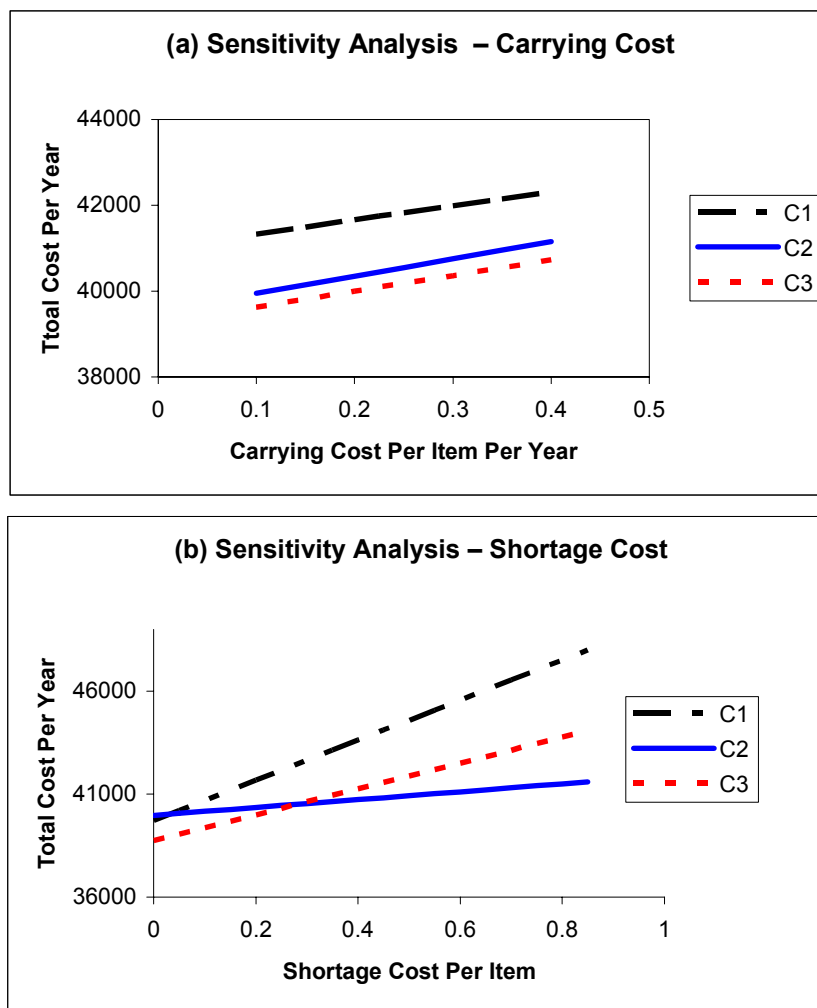 (a) Sensitivity Analysis – Carrying Cost
44000
42000
40000
38000
0 0.1 0.2 0.3 0.4 0.5
Ttoal Cost Per Year
Carrying Cost Per Item Per Year
C1
C2
C3
(b) Sensitivity Analysis – Shortage Cost
46000
41000
36000
0 0.2 0.4 0.6 0.8 1
Total Cost Per Year
Shortage Cost Per Item
C1
C2
C3